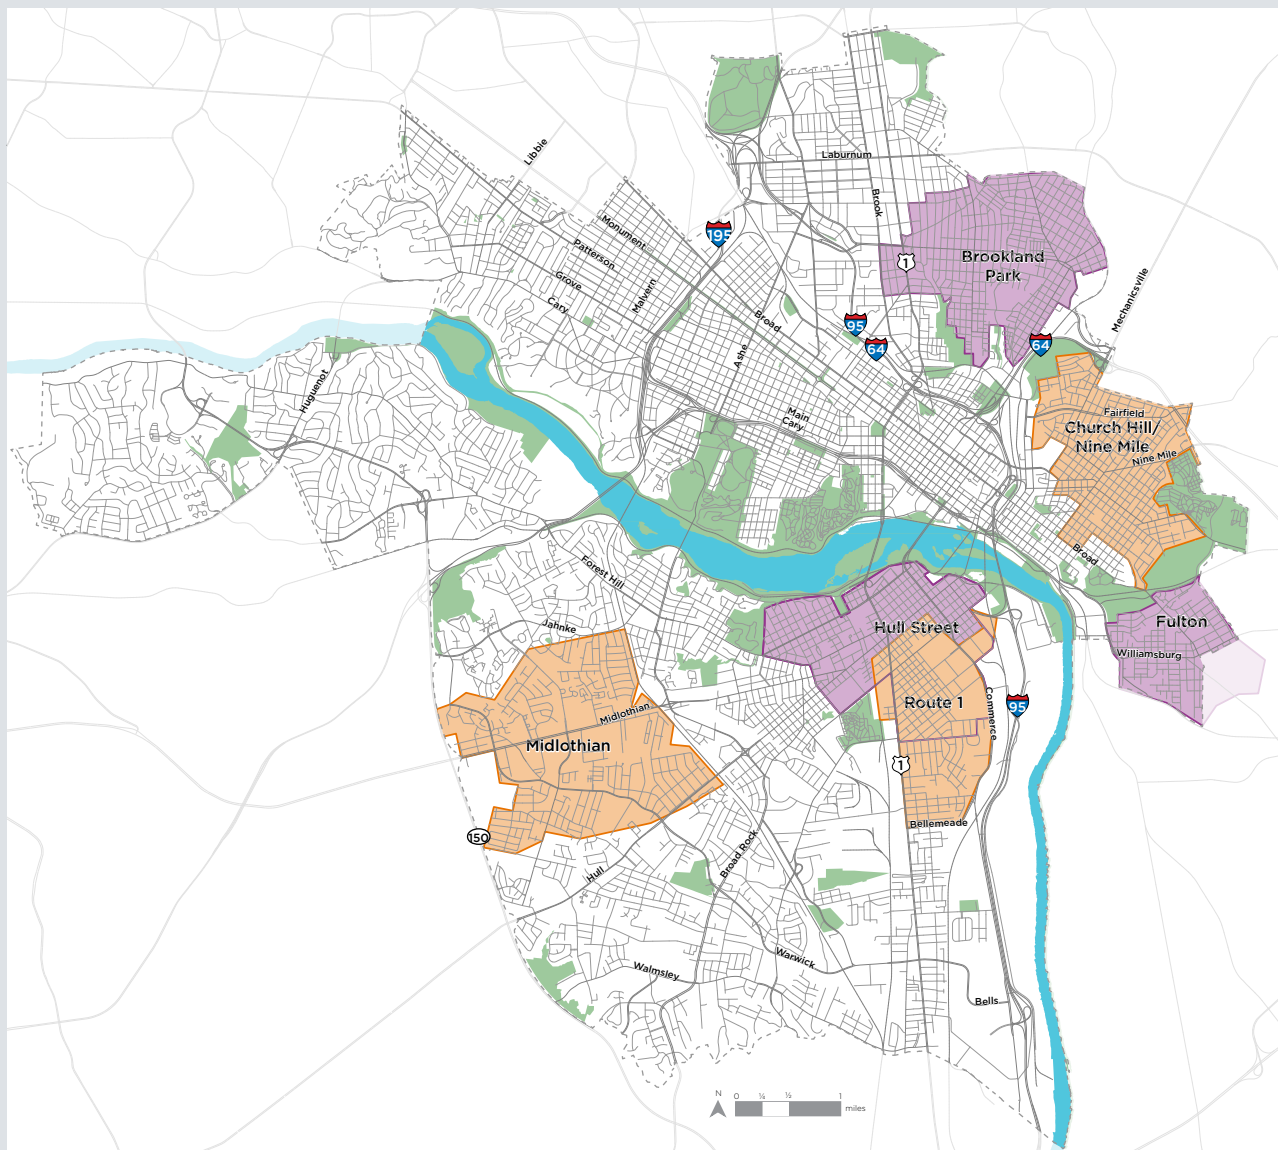 Libbie
Laburnum
Brook
Monument
Patterson
Grove
Cary
Malvern
195
1
Brookland
Park
Mechanicsville
Broad
Ashe
95
64
64
Huguenot
Main
Cary
Fairfield
Church Hill/
Nine Mile
Nine Mile
Broad
Forest Hill
Jahnke
Hull Street
Fulton
Williamsburg
Route 1
Commerce
95
Midlothian
Midlothian
1
150
Bellemeade
Hull
Broad Rock
Walmsley
Warwick
Bells
N
0 ¼ ½ 1
miles